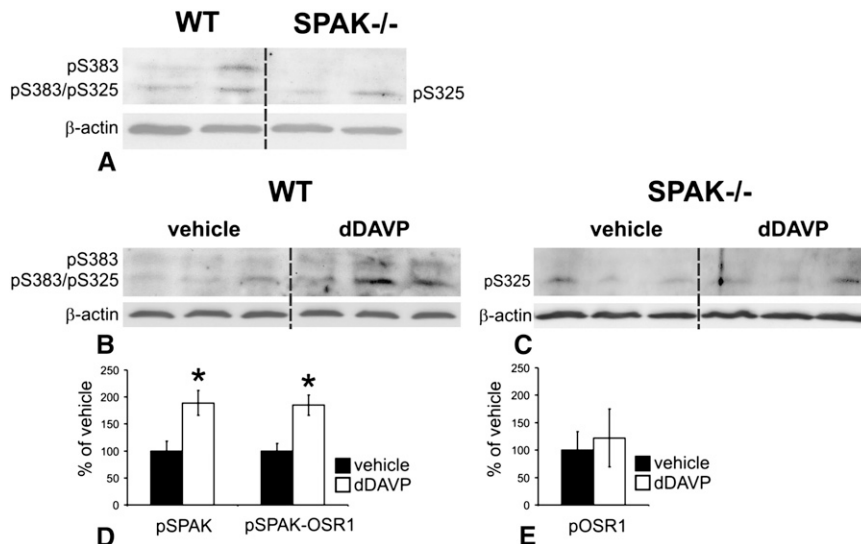 WT SPAK-/-
pS383
pS383/pS325 pS325
β-actin
A
WT SPAK-/-
vehicle dDAVP vehicle dDAVP
pS383
pS383/pS325 pS325
β-actin β-actin
B C
% of vehicle
250
200
150
100
50
0
* *
vehicle
dDAVP
pSPAK pSPAK-OSR1
D
% of vehicle
250
200
150
100
50
0
vehicle
dDAVP
pOSR1
E